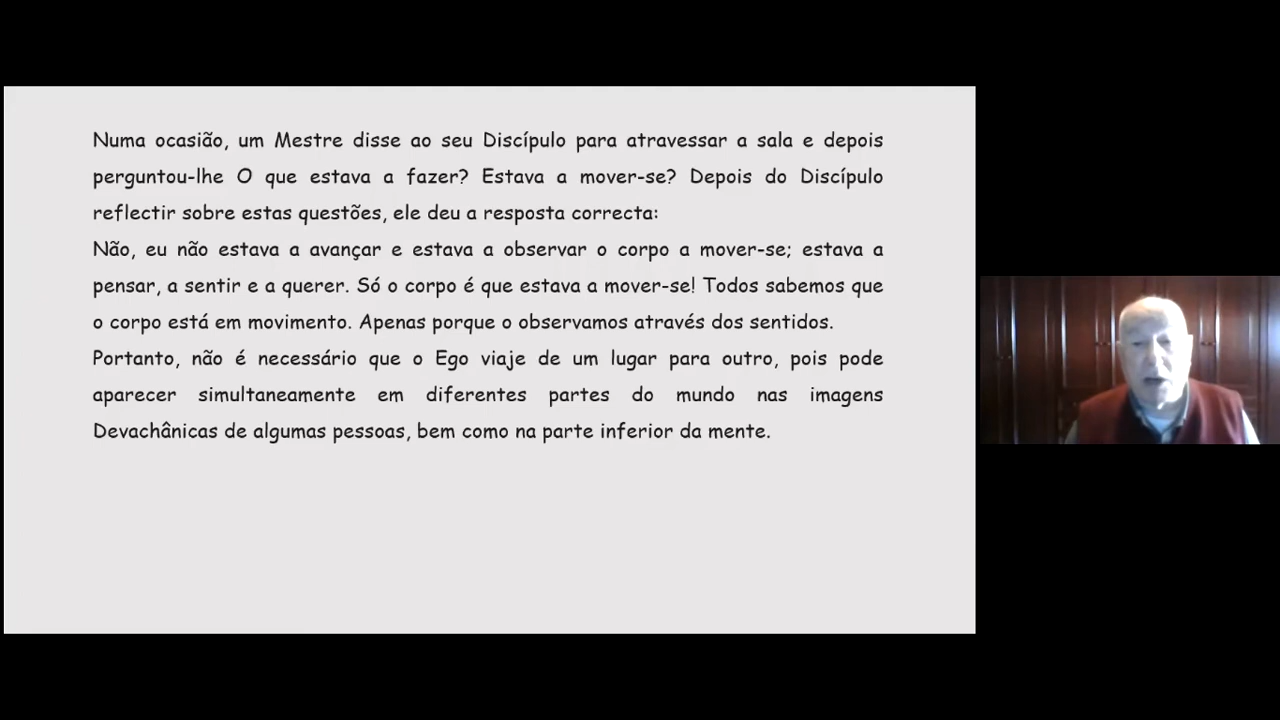 Numa ocasião, um Mestre disse ao seu Discípulo para atravessar a sala e depois
perguntou-lhe O que estava a fazer? Estava a mover-se? Depois do Discípulo
reflectir sobre estas questões, ele deu a resposta correcta:
Não, eu não estava a avançar e estava a observar o corpo a mover-se; estava a
pensar, a sentir e a querer. Só o corpo é que estava a mover-se! Todos sabemos que
o corpo está em movimento. Apenas porque o observamos através dos sentidos.
Portanto, não é necessário que o Ego viaje de um lugar para outro, pois pode
aparecer simultaneamente em diferentes partes do mundo nas imagens
Devachânicas de algumas pessoas, bem como na parte inferior da mente.